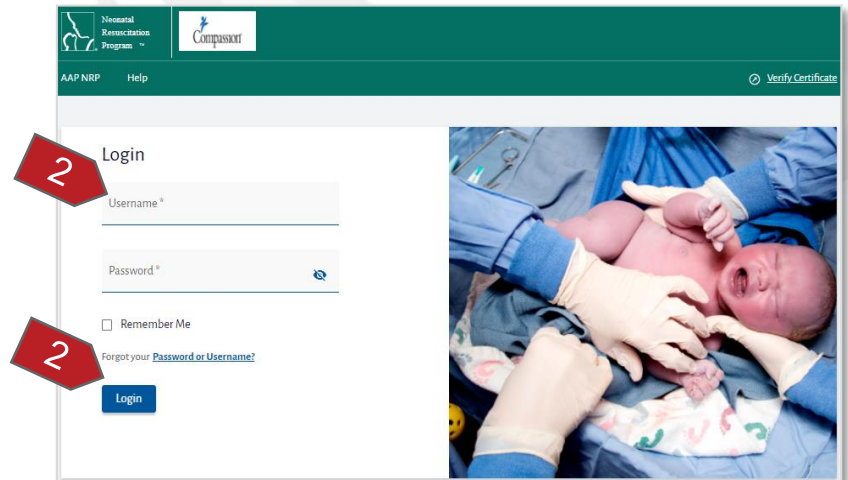 Neonatal
Resuscitation
Program ™
Compassion
AAP NRP Help Verify Certificate
Login
2
Username *
Password *
Remember Me
2
Forgot your Password or Username?
Login